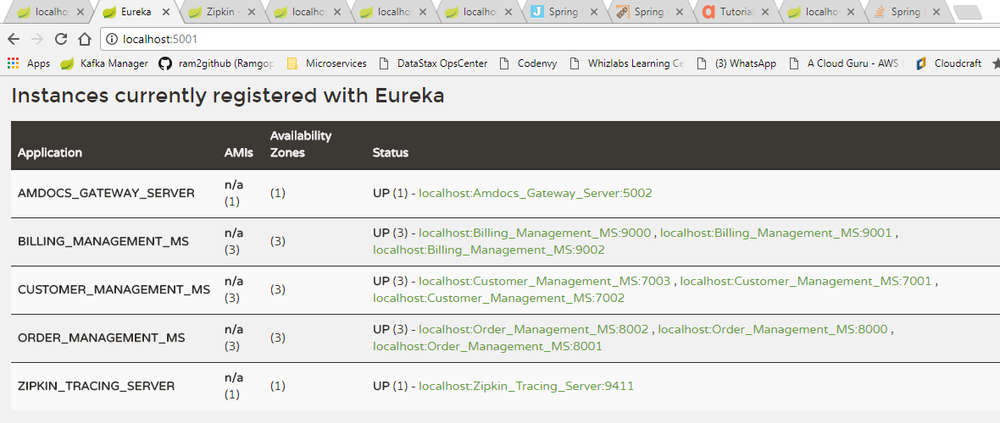 localho
Eureka
Zipkin -
localho
localho
localho
Spring
Spring
Tutorial
localho
Spring
localhost:5001
Apps Kafka Manager ram2github (Ramgop Microservices DataStax OpsCenter Codenvy Whizlabs Learning Ce (3) WhatsApp A Cloud Guru - AWS Cloudcraft
Instances currently registered with Eureka
Application AMIs Availability Zones Status
AMDOCS_GATEWAY_SERVER n/a (1) (1) UP (1) - localhost:Amdocs_Gateway_Server:5002
BILLING_MANAGEMENT_MS n/a (3) (3) UP (3) - localhost:Billing_Management_MS:9000 , localhost:Billing_Management_MS:9001 ,
localhost:Billing_Management_MS:9002
CUSTOMER_MANAGEMENT_MS n/a (3) (3) UP (3) - localhost:Customer_Management_MS:7003 , localhost:Customer_Management_MS:7001 ,
localhost:Customer_Management_MS:7002
ORDER_MANAGEMENT_MS n/a (3) (3) UP (3) - localhost:Order_Management_MS:8002 , localhost:Order_Management_MS:8000 ,
localhost:Order_Management_MS:8001
ZIPKIN_TRACING_SERVER n/a (1) (1) UP (1) - localhost:Zipkin_Tracing_Server:9411